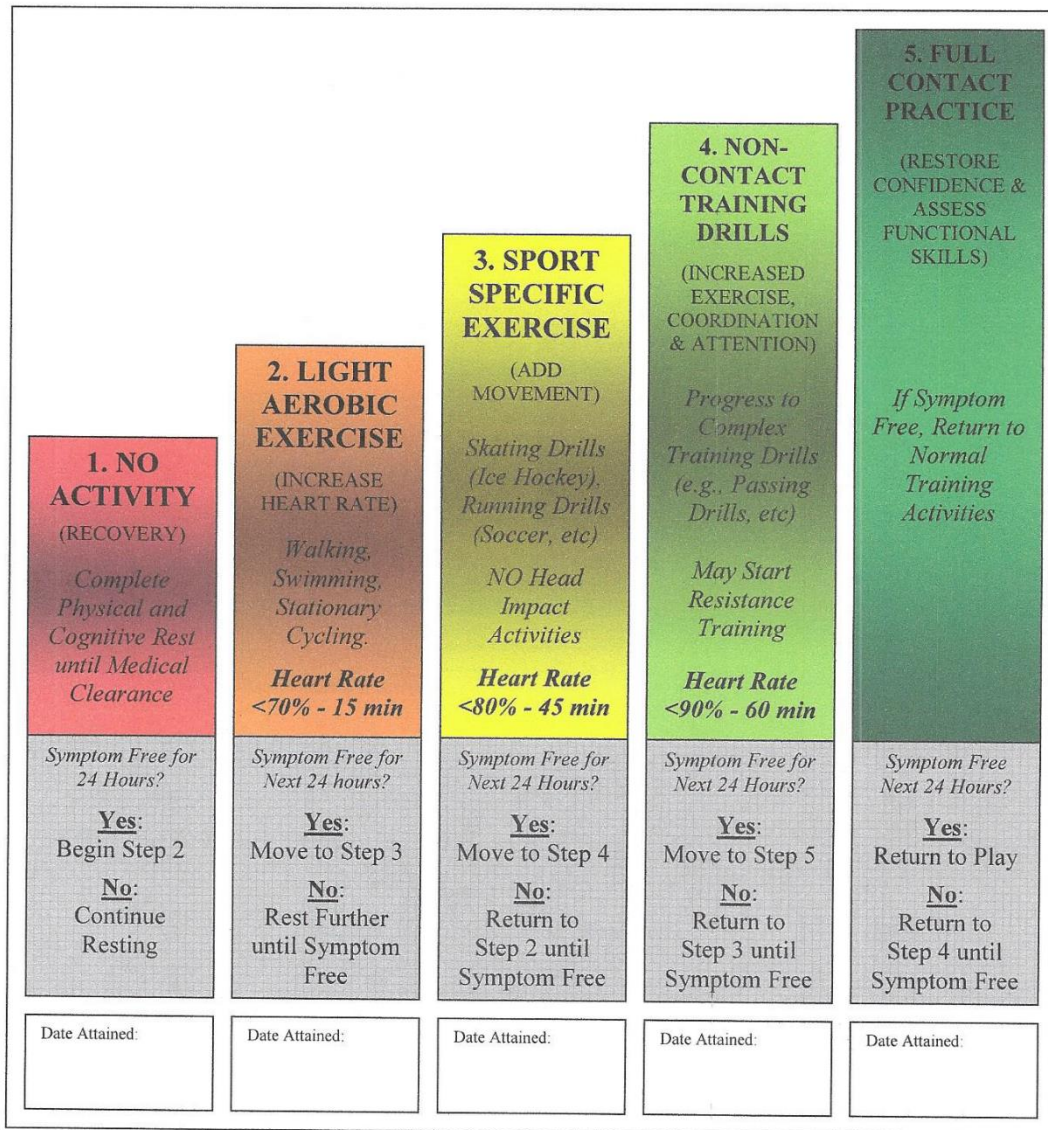 1. NO
ACTIVITY
(RECOVERY)
Complete
Physical and
Cognitive Rest
until Medical
Clearance
Symptom Free for
24 Hours?
Yes:
Begin Step 2
No:
Continue
Resting
Date Attained:
2. LIGHT
AEROBIC
EXERCISE
(INCREASE
HEART RATE)
Walking,
Swimming,
Stationary
Cycling.
Heart Rate
<70% - 15 min
Symptom Free for
Next 24 hours?
Yes:
Move to Step 3
No:
Rest Further
until Symptom
Free
Date Attained:
3. SPORT
SPECIFIC
EXERCISE
(ADD
MOVEMENT)
Skating Drills
(Ice Hockey),
Running Drills
(Soccer, etc)
NO Head
Impact
Activities
Heart Rate
<80% - 45 min
Symptom Free for
Next 24 Hours?
Yes:
Move to Step 4
No:
Return to
Step 2 until
Symptom Free
Date Attained:
4. NON-
CONTACT
TRAINING
DRILLS
(INCREASED
EXERCISE,
COORDINATION
& ATTENTION)
Progress to
Complex
Training Drills
(e.g., Passing
Drills, etc)
May Start
Resistance
Training
Heart Rate
<90% - 60 min
Symptom Free for
Next 24 Hours?
Yes:
Move to Step 5
No:
Return to
Step 3 until
Symptom Free
Date Attained:
5. FULL
CONTACT
PRACTICE
(RESTORE
CONFIDENCE &
ASSESS
FUNCTIONAL
SKILLS)
If Symptom
Free, Return to
Normal
Training
Activities
Symptom Free
Next 24 Hours?
Yes:
Return to Play
No:
Return to
Step 4 until
Symptom Free
Date Attained: